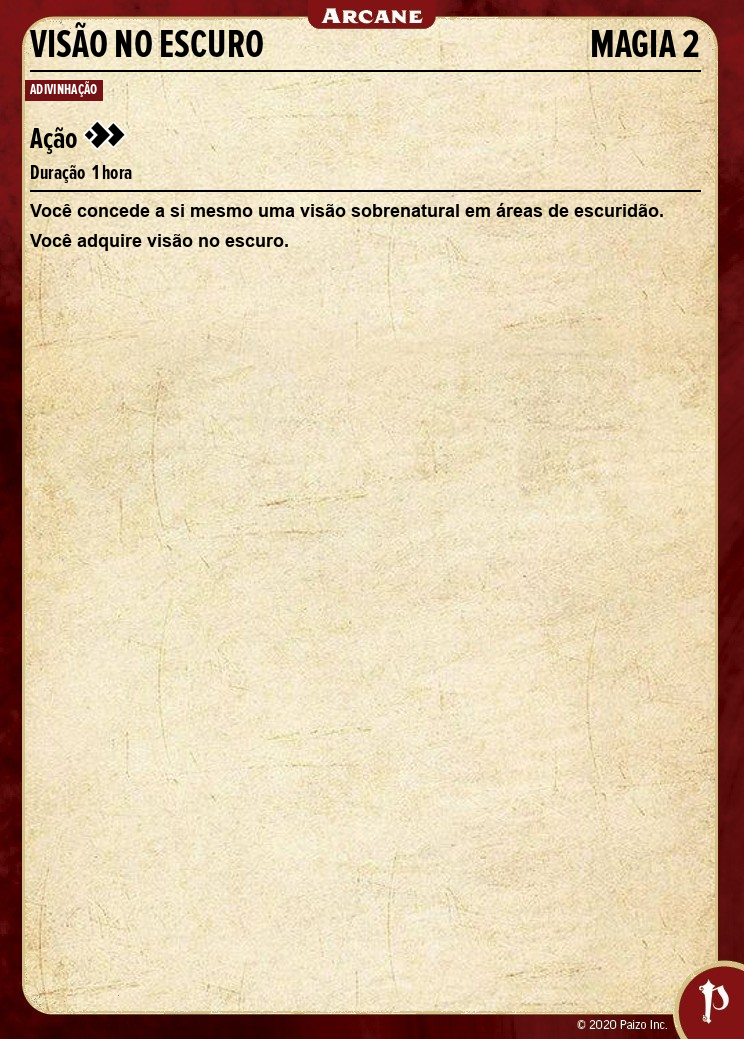 ARCANE
VISÃO NO ESCURO MAGIA 2
ADIVINHAÇÃO
Ação
Duração 1 hora
Você concede a si mesmo uma visão sobrenatural em áreas de escuridão.
Você adquire visão no escuro.
© 2020 Paizo Inc.